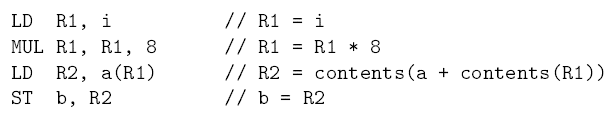 LD R1, i // R1 = i
MUL R1, R1, 8 // R1 = R1 * 8
LD R2, a(R1) // R2 = contents(a + contents(R1))
ST b, R2 // b = R2